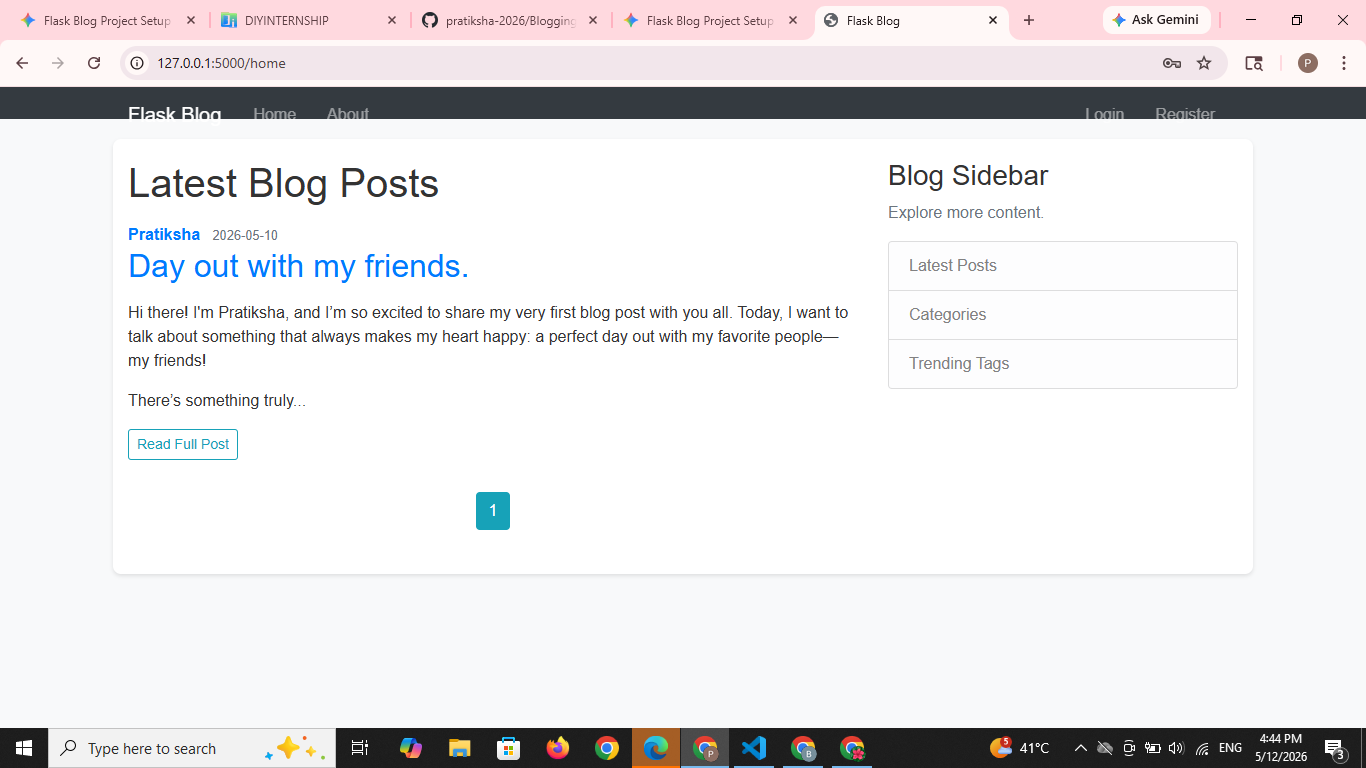 Flask Blog Project Setup
DIYINTERNSHIP
pratiksha-2026/Blogging
Flask Blog Project Setup
Flask Blog
Ask Gemini
127.0.0.1:5000/home
P
Flask Blog
Home
About
Login
Register
Latest Blog Posts
Pratiksha 2026-05-10
Day out with my friends.
Hi there! I'm Pratiksha, and I’m so excited to share my very first blog post with you all. Today, I want to
talk about something that always makes my heart happy: a perfect day out with my favorite people—
my friends!
There’s something truly...
Read Full Post
1
Blog Sidebar
Explore more content.
Latest Posts
Categories
Trending Tags
Type here to search
P
B
5
41°C
ENG
4:44 PM
5/12/2026
3